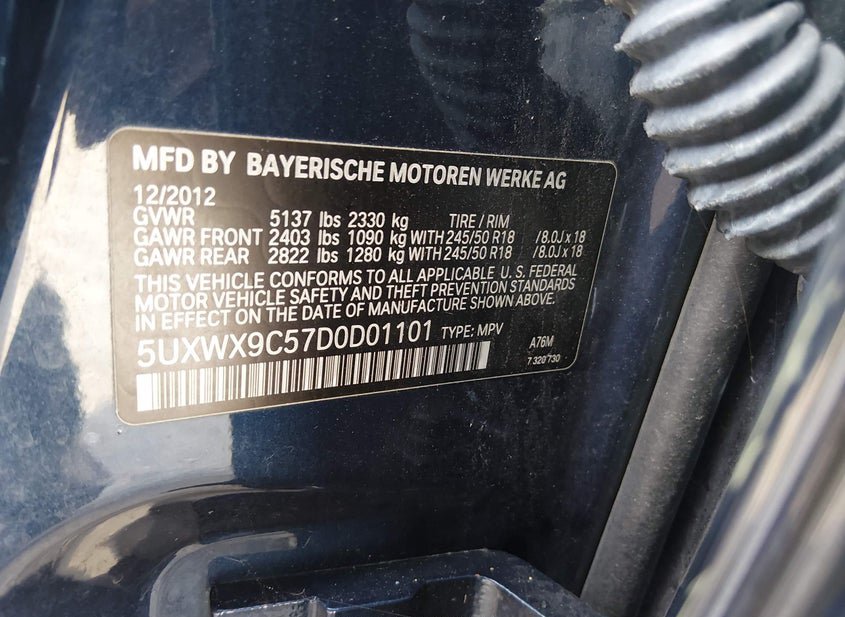 MFD BY BAYERISCHE MOTOREN WERKE AG
12/2012
GVWR 5137 lbs 2330 kg TIRE / RIM
GAWR FRONT 2403 lbs 1090 kg WITH 245/50 R18 /8.0J x 18
GAWR REAR 2822 lbs 1280 kg WITH 245/50 R18 /8.0J x 18
THIS VEHICLE CONFORMS TO ALL APPLICABLE U. S. FEDERAL
MOTOR VEHICLE SAFETY AND THEFT PREVENTION STANDARDS
IN EFFECT ON THE DATE OF MANUFACTURE SHOWN ABOVE.
5UXWX9C57D0D01101 TYPE: MPV A76M
7 320 730